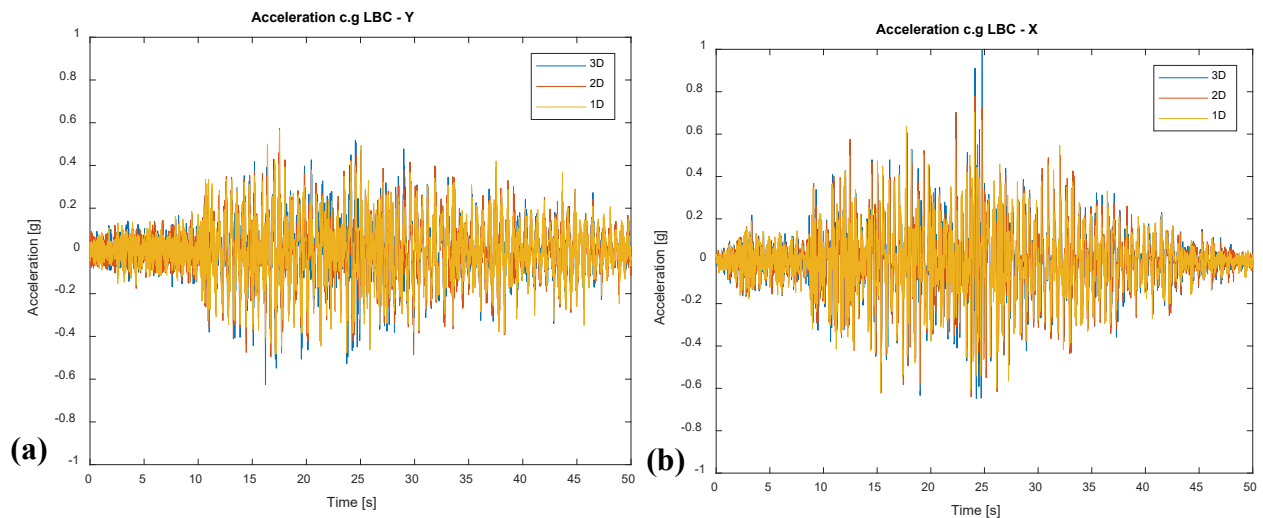 Acceleration c.g LBC - Y
1
0.8
0.6
0.4
0.2
0
-0.2
-0.4
-0.6
-0.8
-1
Acceleration [g]
3D
2D
1D
0 5 10 15 20 25 30 35 40 45 50
Time [s]
(a)
Acceleration c.g LBC - X
1
0.8
0.6
0.4
0.2
0
-0.2
-0.4
-0.6
-0.8
-1
Acceleration [g]
3D
2D
1D
0 5 10 15 20 25 30 35 40 45 50
Time [s]
(b)